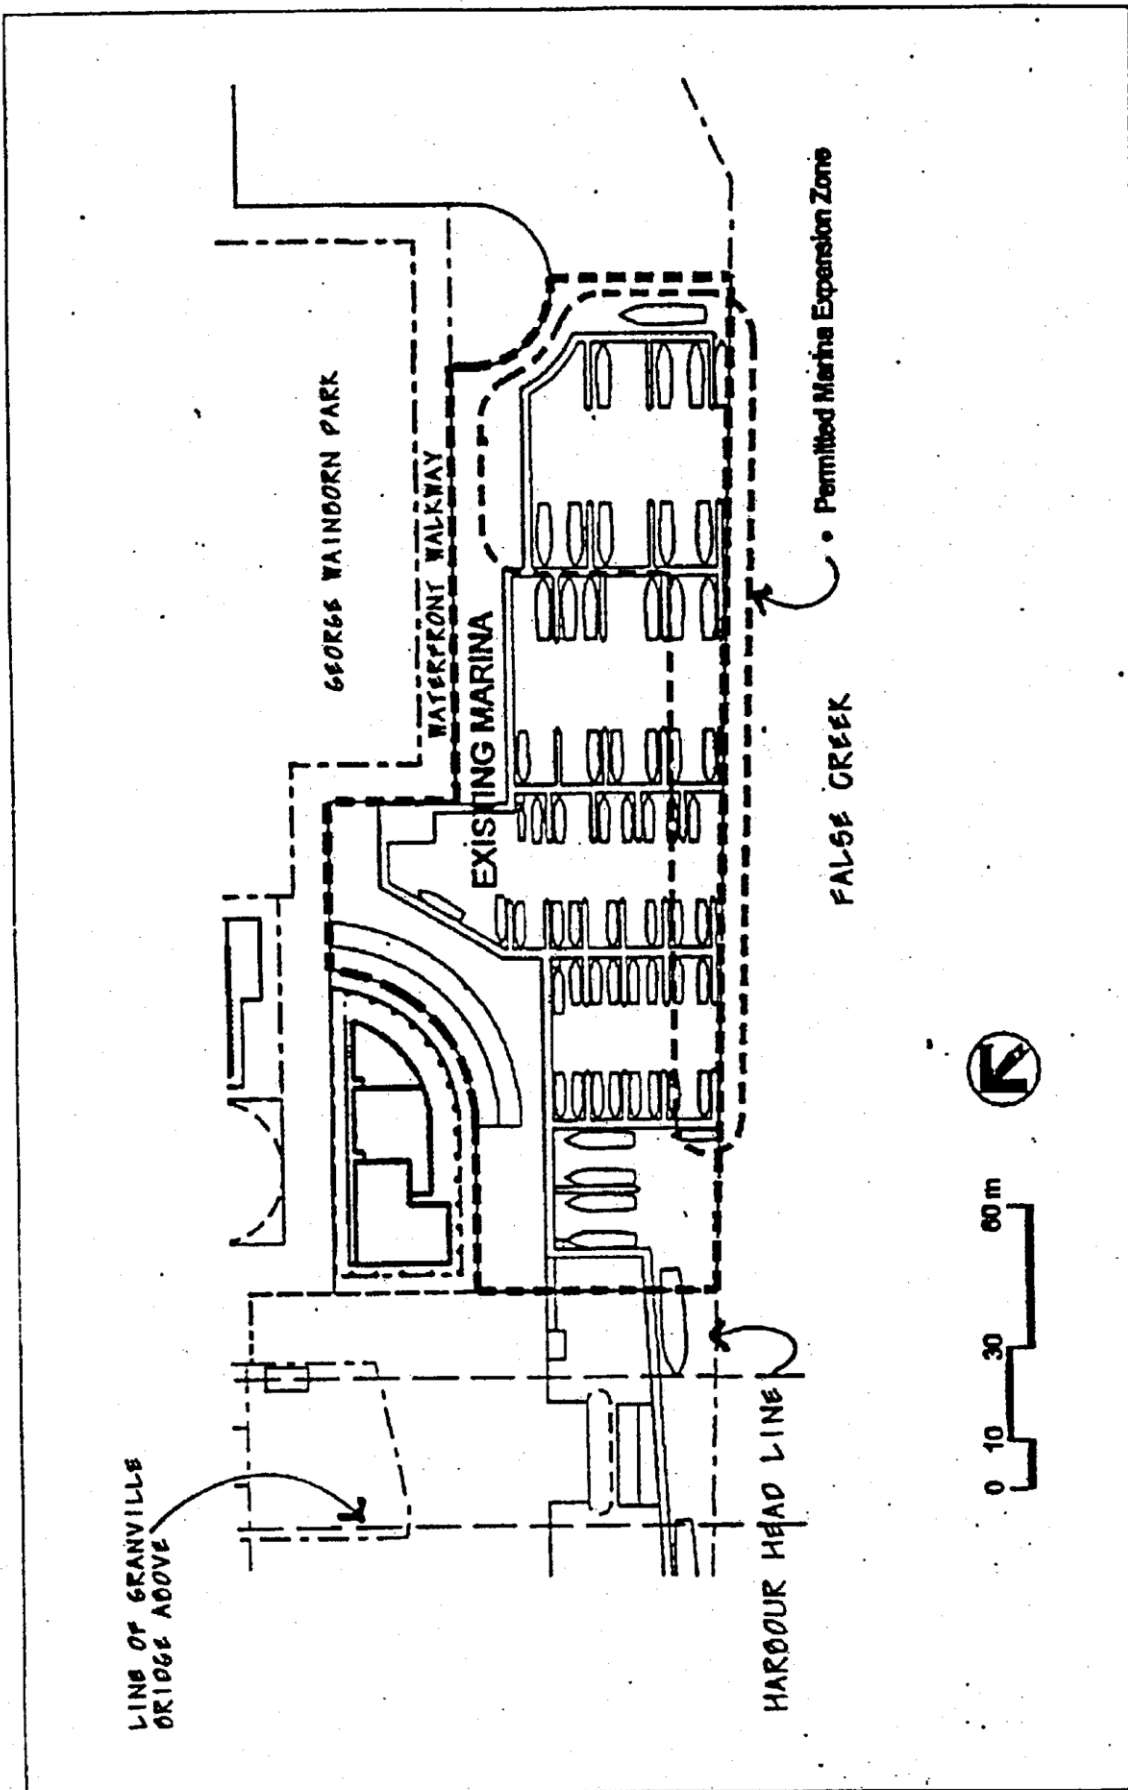 LINE OF GRANVILLE
BRIDGE ABOVE
GEORGE WAINBORN PARK
WATERFRONT WALKWAY
EXISTING MARINA
• Permitted Marina Expansion Zone
FALSE CREEK
HARBOUR HEAD LINE
0 10 30 60 m